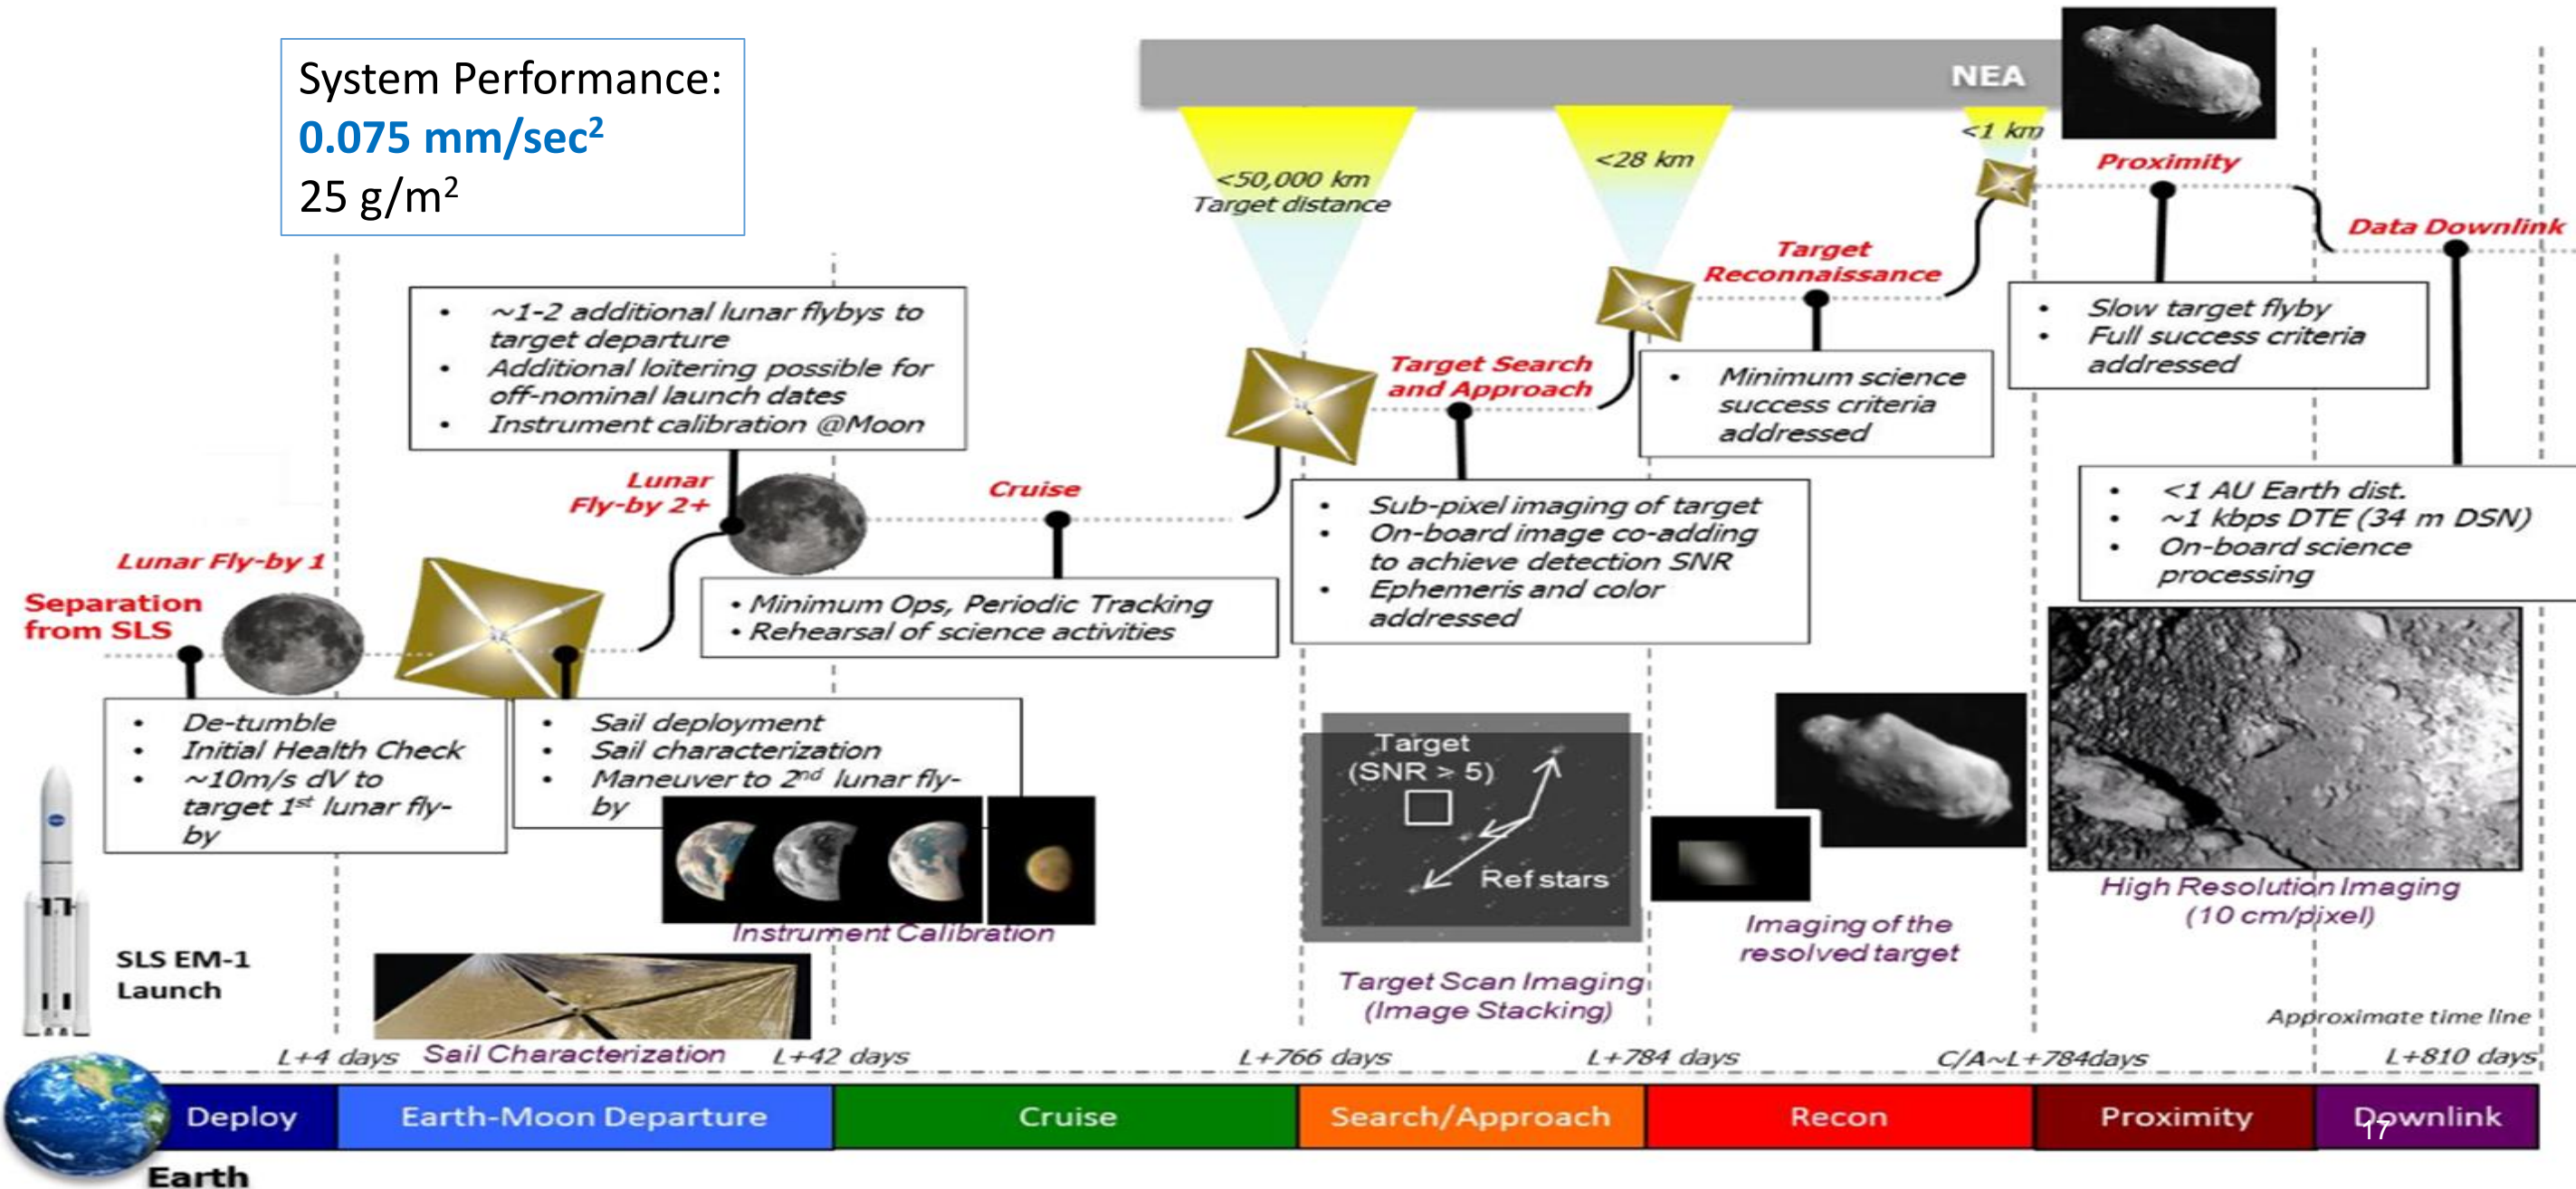 System Performance:
0.075 mm/sec²
25 g/m²
NEA
<50,000 km
Target distance
<28 km
<1 km
Proximity
Data Downlink
Target
Reconnaissance
• Slow target flyby
• Full success criteria
addressed
• ~1-2 additional lunar flybys to
target departure
• Additional loitering possible for
off-nominal launch dates
• Instrument calibration @Moon
Target Search
and Approach
• Minimum science
success criteria
addressed
Lunar
Fly-by 2+
Cruise
• Sub-pixel imaging of target
• On-board image co-adding
to achieve detection SNR
• Ephemeris and color
addressed
• <1 AU Earth dist.
• ~1 kbps DTE (34 m DSN)
• On-board science
processing
Lunar Fly-by 1
Separation
from SLS
• Minimum Ops, Periodic Tracking
• Rehearsal of science activities
• De-tumble
• Initial Health Check
• ~10m/s dV to
target 1st lunar fly-
by
• Sail deployment
• Sail characterization
• Maneuver to 2nd lunar fly-
by
Target
(SNR > 5)
Ref stars
Instrument Calibration
Imaging of the
resolved target
High Resolution Imaging
(10 cm/pixel)
SLS EM-1
Launch
Target Scan Imaging
(Image Stacking)
Approximate time line
L+4 days
Sail Characterization
L+42 days
L+766 days
L+784 days
C/A~L+784days
L+810 days
Deploy
Earth-Moon Departure
Cruise
Search/Approach
Recon
Proximity
Downlink
17
Earth